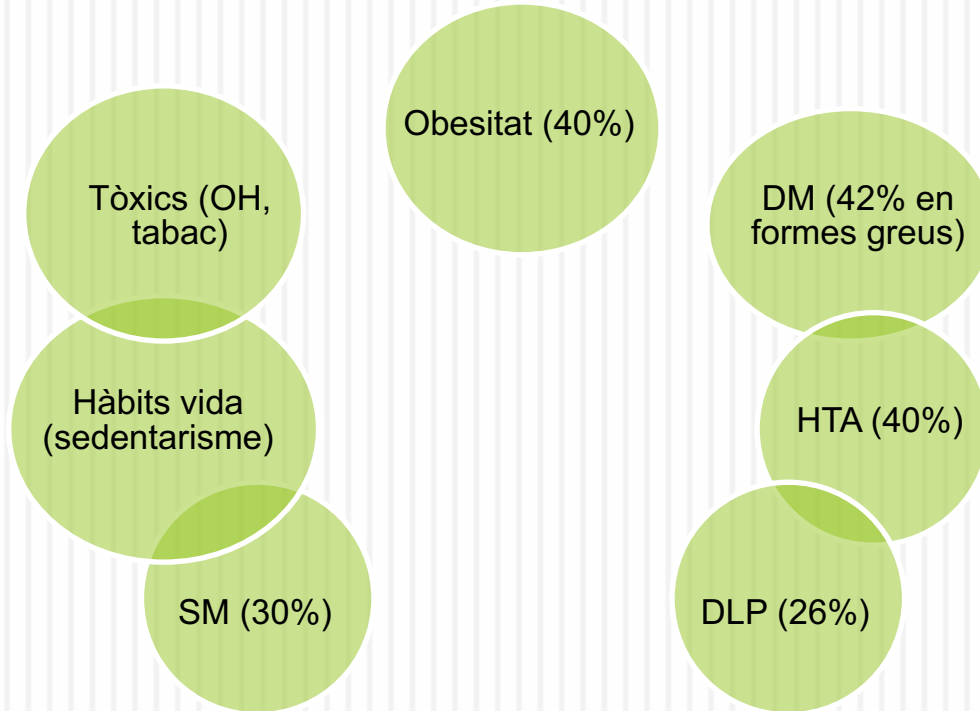 Obesitat (40%)
Tòxics (OH,
tabac)
DM (42% en
formes greus)
Hàbits vida
(sedentarisme)
HTA (40%)
SM (30%)
DLP (26%)